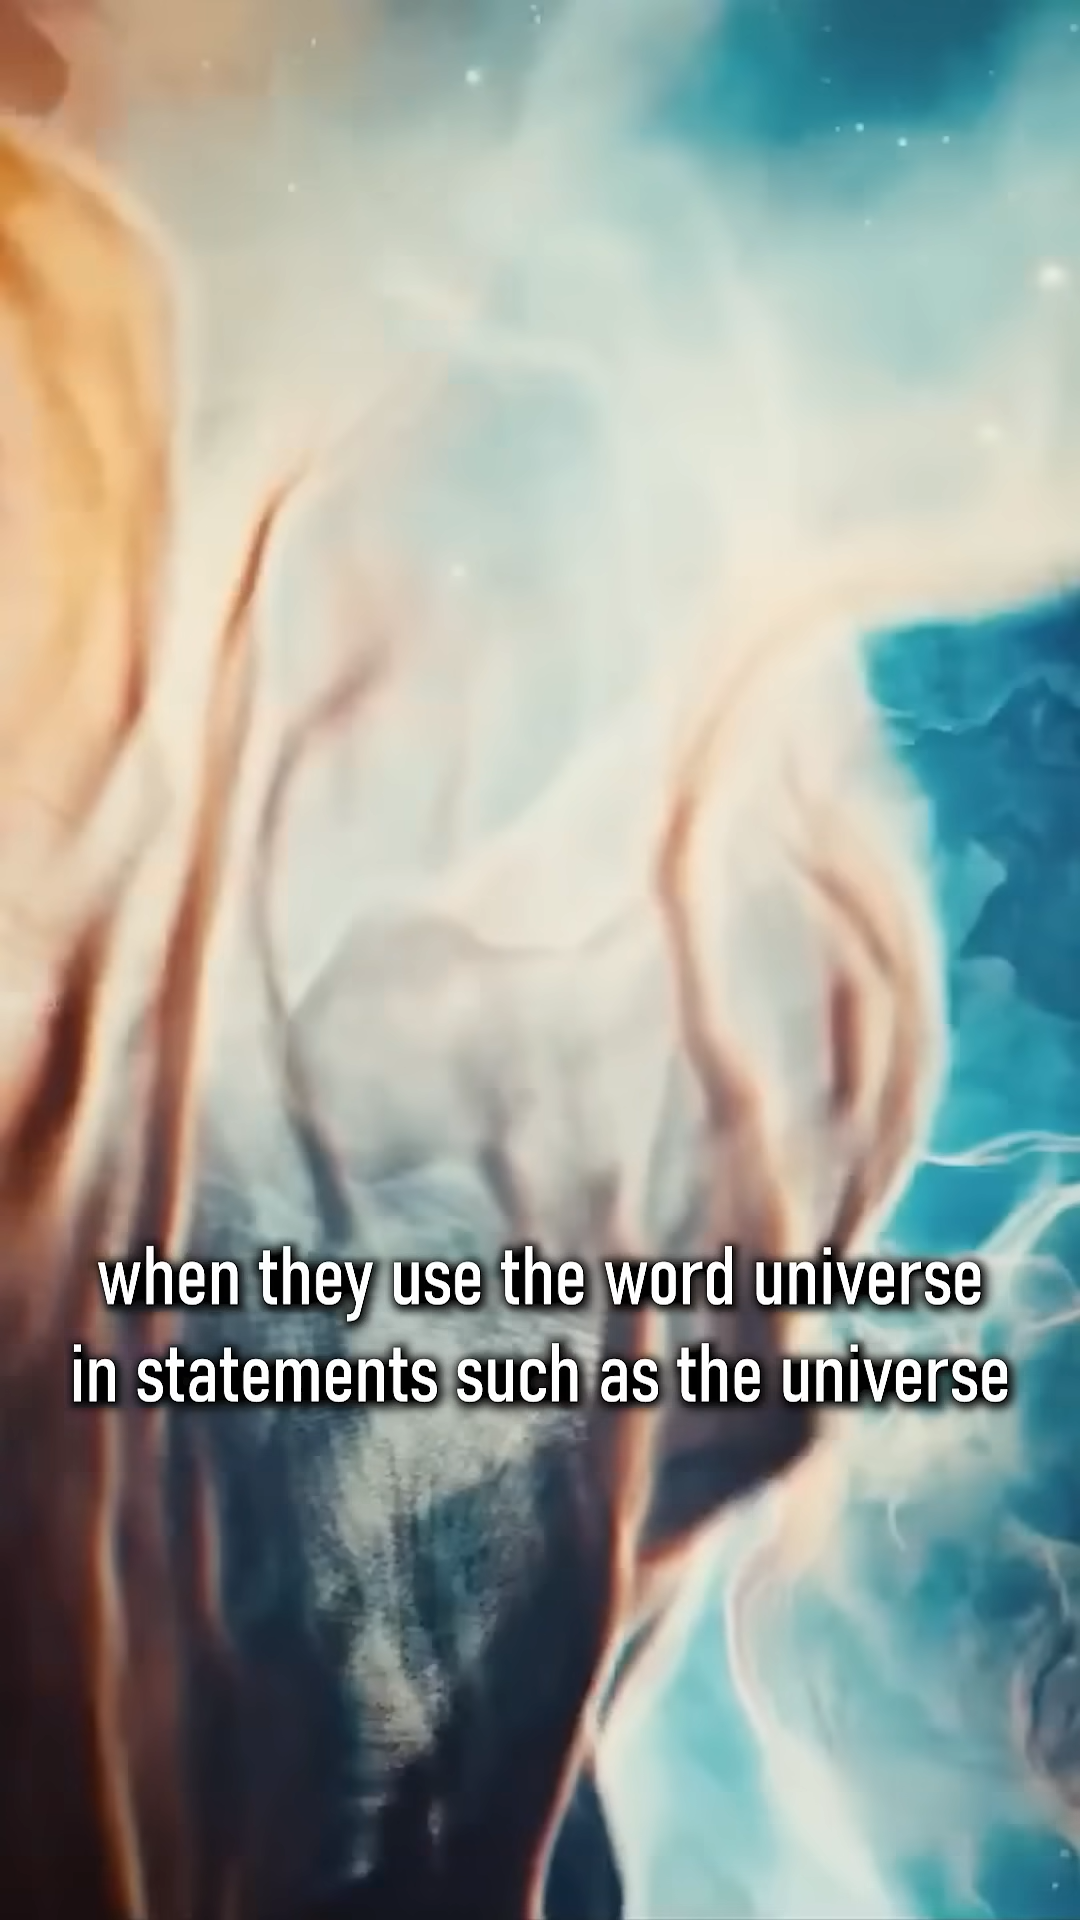 when they use the word universe
in statements such as the universe